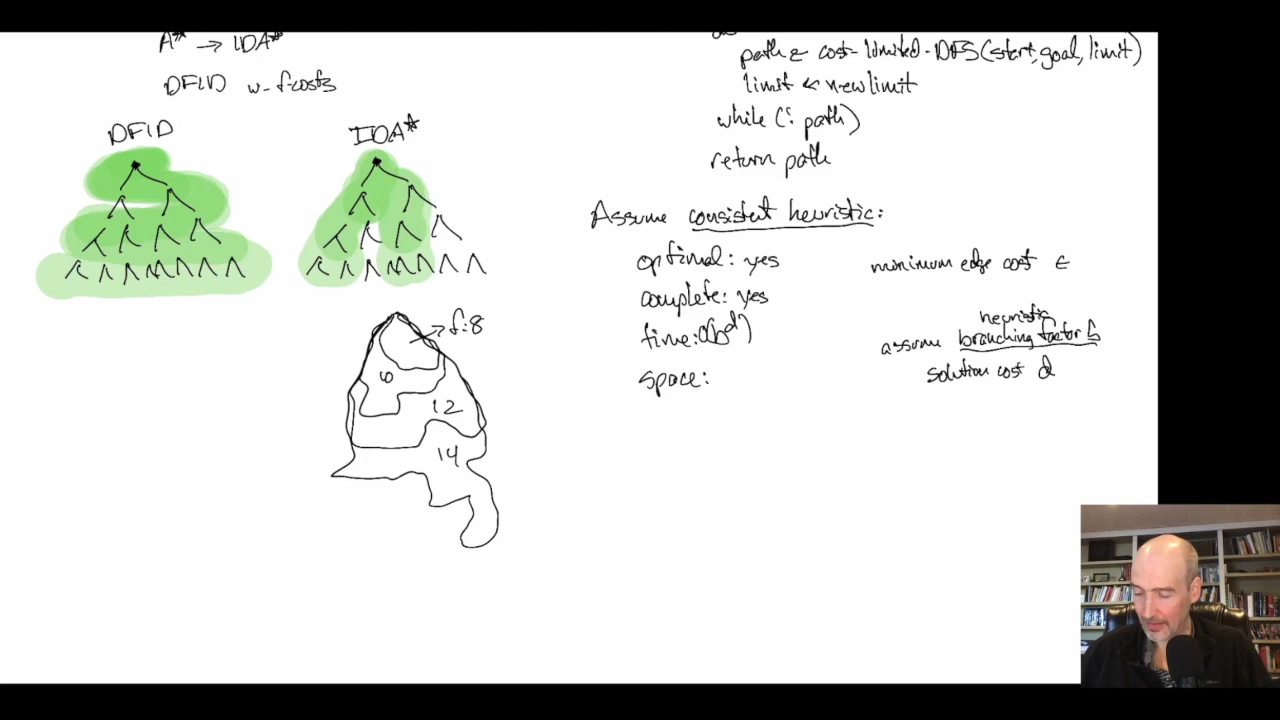 A* → IDA*
DFID w- f-costs
DFID
IDA*
f:8
10
12
14
path ← cost-limited-DFS(start, goal, limit)
limit ← newlimit
while (! path)
return path
Assume consistent heuristic:
optimal: yes
complete: yes
time: O(b^d)
space:
minimum edge cost ϵ
heuristic
assume branching factor b
solution cost d